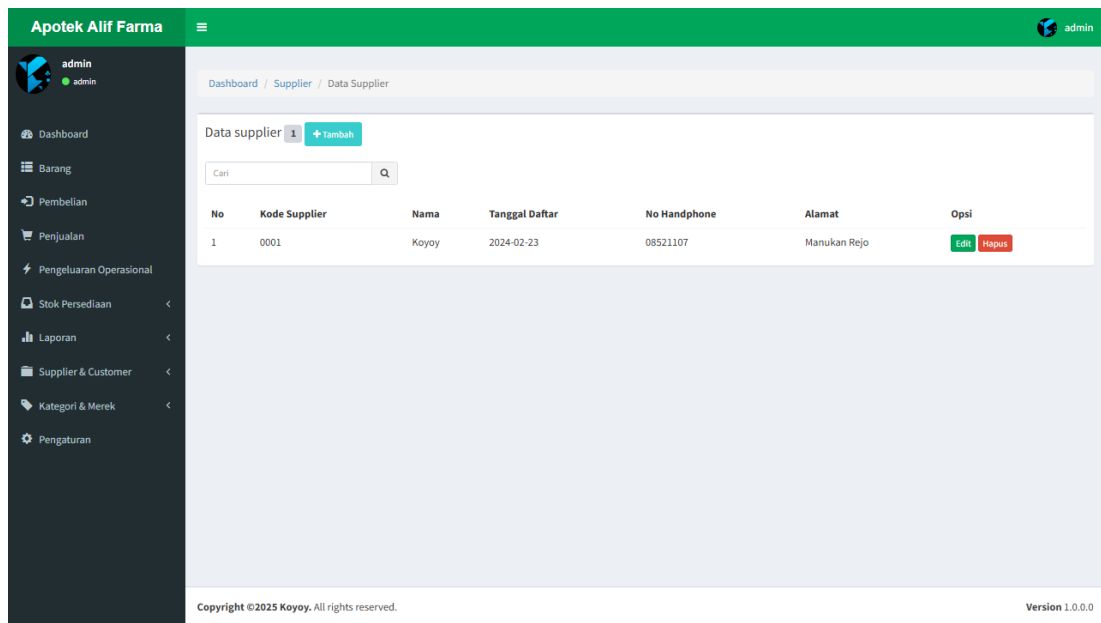 Apotek Alif Farma
admin
admin
admin
Dashboard / Supplier / Data Supplier
Dashboard
Barang
Pembelian
Penjualan
Pengeluaran Operasional
Stok Persediaan
Laporan
Supplier & Customer
Kategori & Merek
Pengaturan
Data supplier 1 +Tambah
Cari
No Kode Supplier Nama Tanggal Daftar No Handphone Alamat Opsi
1 0001 Koyoy 2024-02-23 08521107 Manukan Rejo Edit Hapus
Copyright ©2025 Koyoy. All rights reserved. Version 1.0.0.0